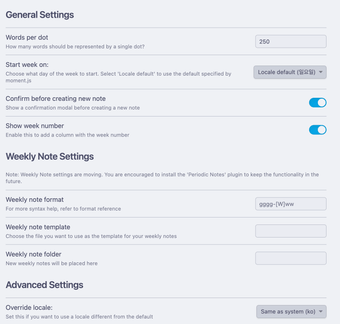 General Settings
Words per dot
How many words should be represented by a single dot?
250
Start week on:
Choose what day of the week to start. Select 'Locale default' to use the default specified by
moment.js
Locale default (일요일)
Confirm before creating new note
Show a confirmation modal before creating a new note
Show week number
Enable this to add a column with the week number
Weekly Note Settings
Note: Weekly Note settings are moving. You are encouraged to install the 'Periodic Notes' plugin to keep the functionality in the
future.
Weekly note format
For more syntax help, refer to format reference
gggg-[W]ww
Weekly note template
Choose the file you want to use as the template for your weekly notes
Weekly note folder
New weekly notes will be placed here
Advanced Settings
Override locale:
Set this if you want to use a locale different from the default
Same as system (ko)